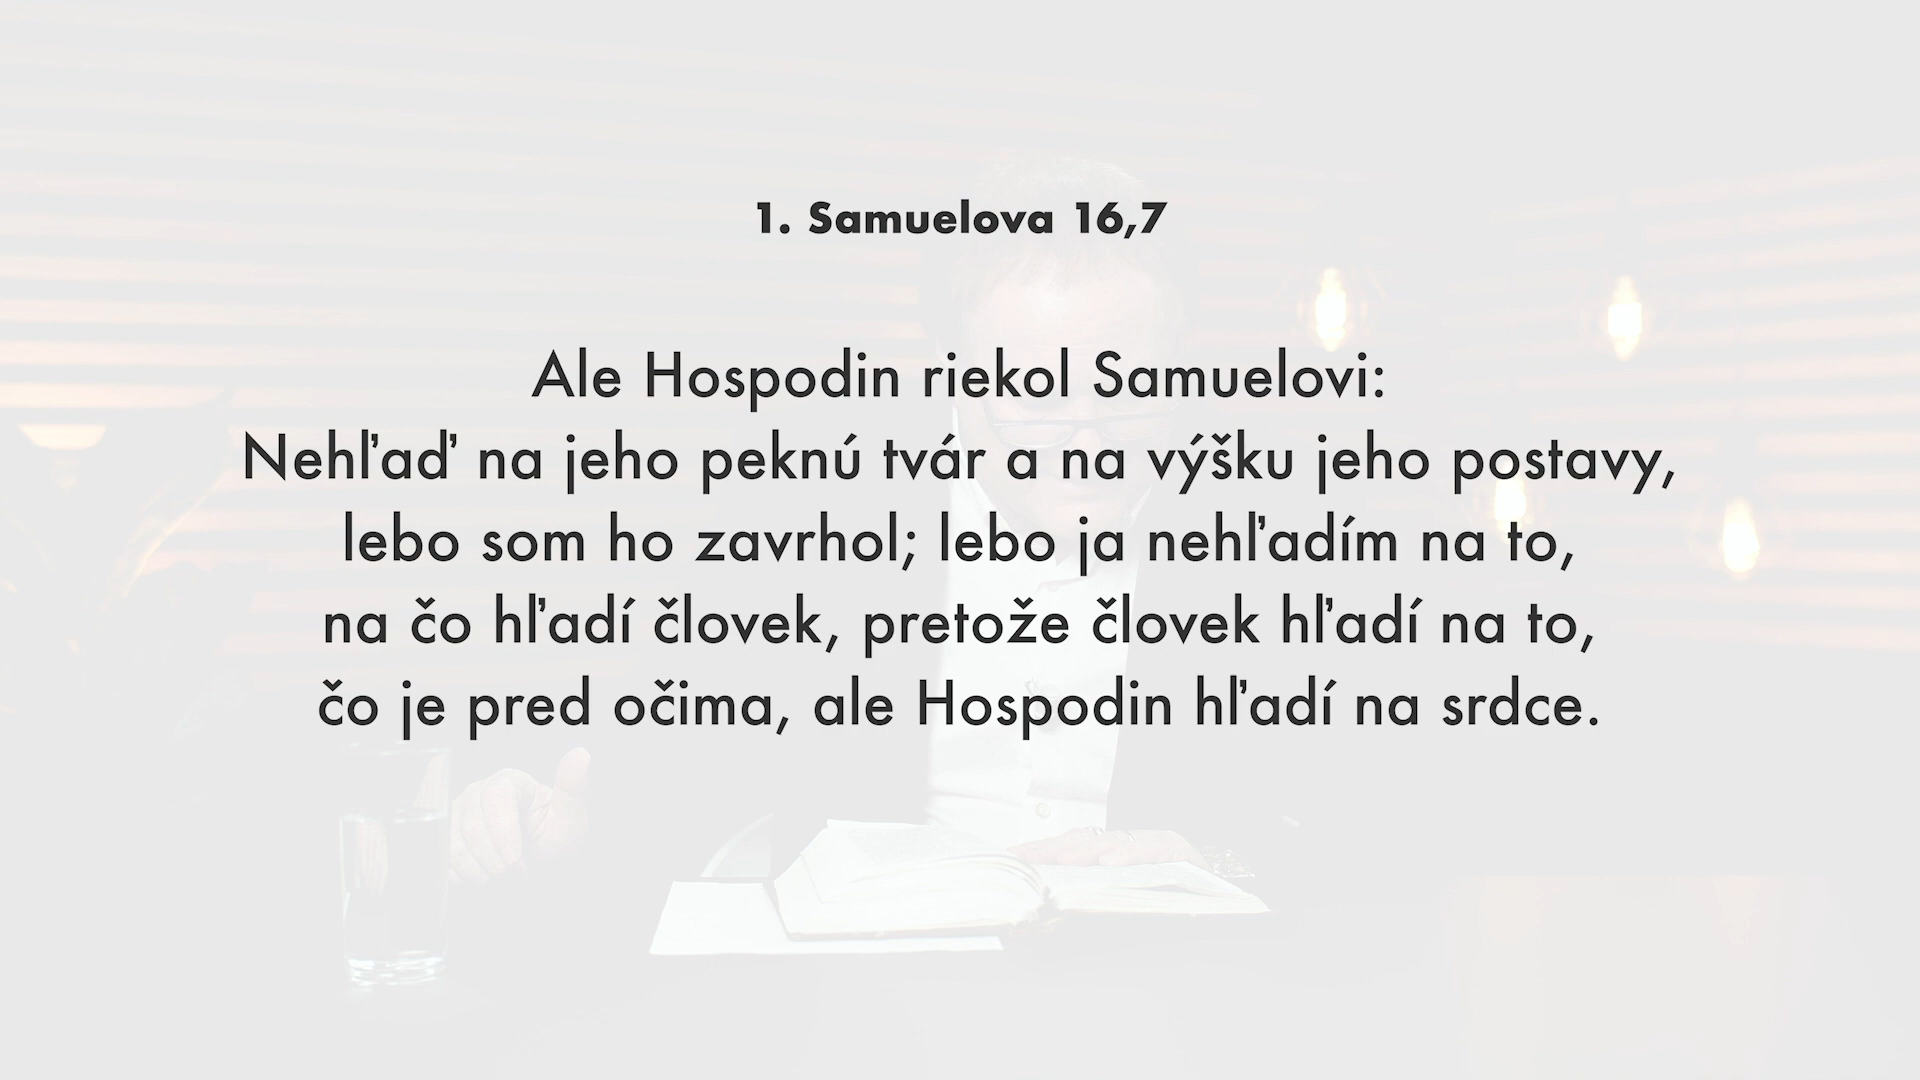 1. Samuelova 16,7
Ale Hospodin riekol Samuelovi:
Nehľaď na jeho peknú tvár a na výšku jeho postavy,
lebo som ho zavrhol; lebo ja nehľadím na to,
na čo hľadí človek, pretože človek hľadí na to,
čo je pred očima, ale Hospodin hľadí na srdce.